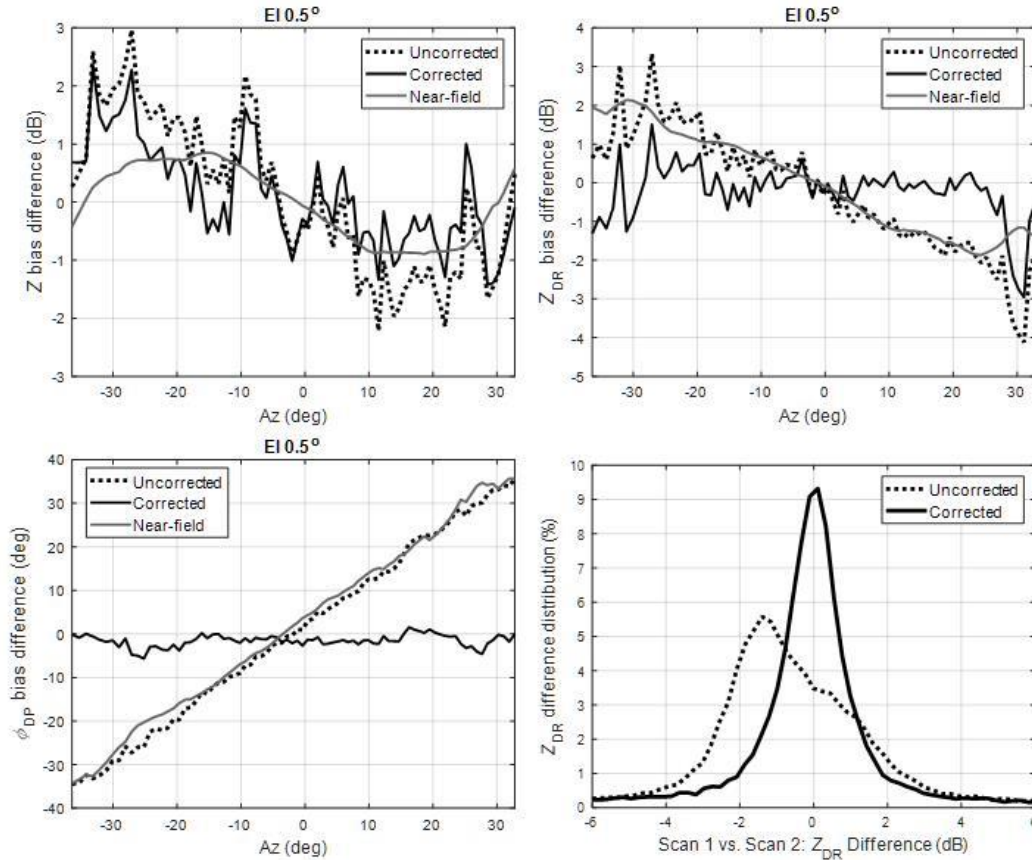 El 0.5°
Z bias difference (dB)
3
2
1
0
-1
-2
-3
-30
-20
-10
0
10
20
30
Az (deg)
Uncorrected
Corrected
Near-field
El 0.5°
Z_DR bias difference (dB)
4
3
2
1
0
-1
-2
-3
-4
-5
-30
-20
-10
0
10
20
30
Az (deg)
Uncorrected
Corrected
Near-field
El 0.5°
ϕ_DP bias difference (deg)
40
30
20
10
0
-10
-20
-30
-40
-30
-20
-10
0
10
20
30
Az (deg)
Uncorrected
Corrected
Near-field
Z_DR difference distribution (%)
10
9
8
7
6
5
4
3
2
1
0
-6
-4
-2
0
2
4
6
Scan 1 vs. Scan 2: Z_DR Difference (dB)
Uncorrected
Corrected